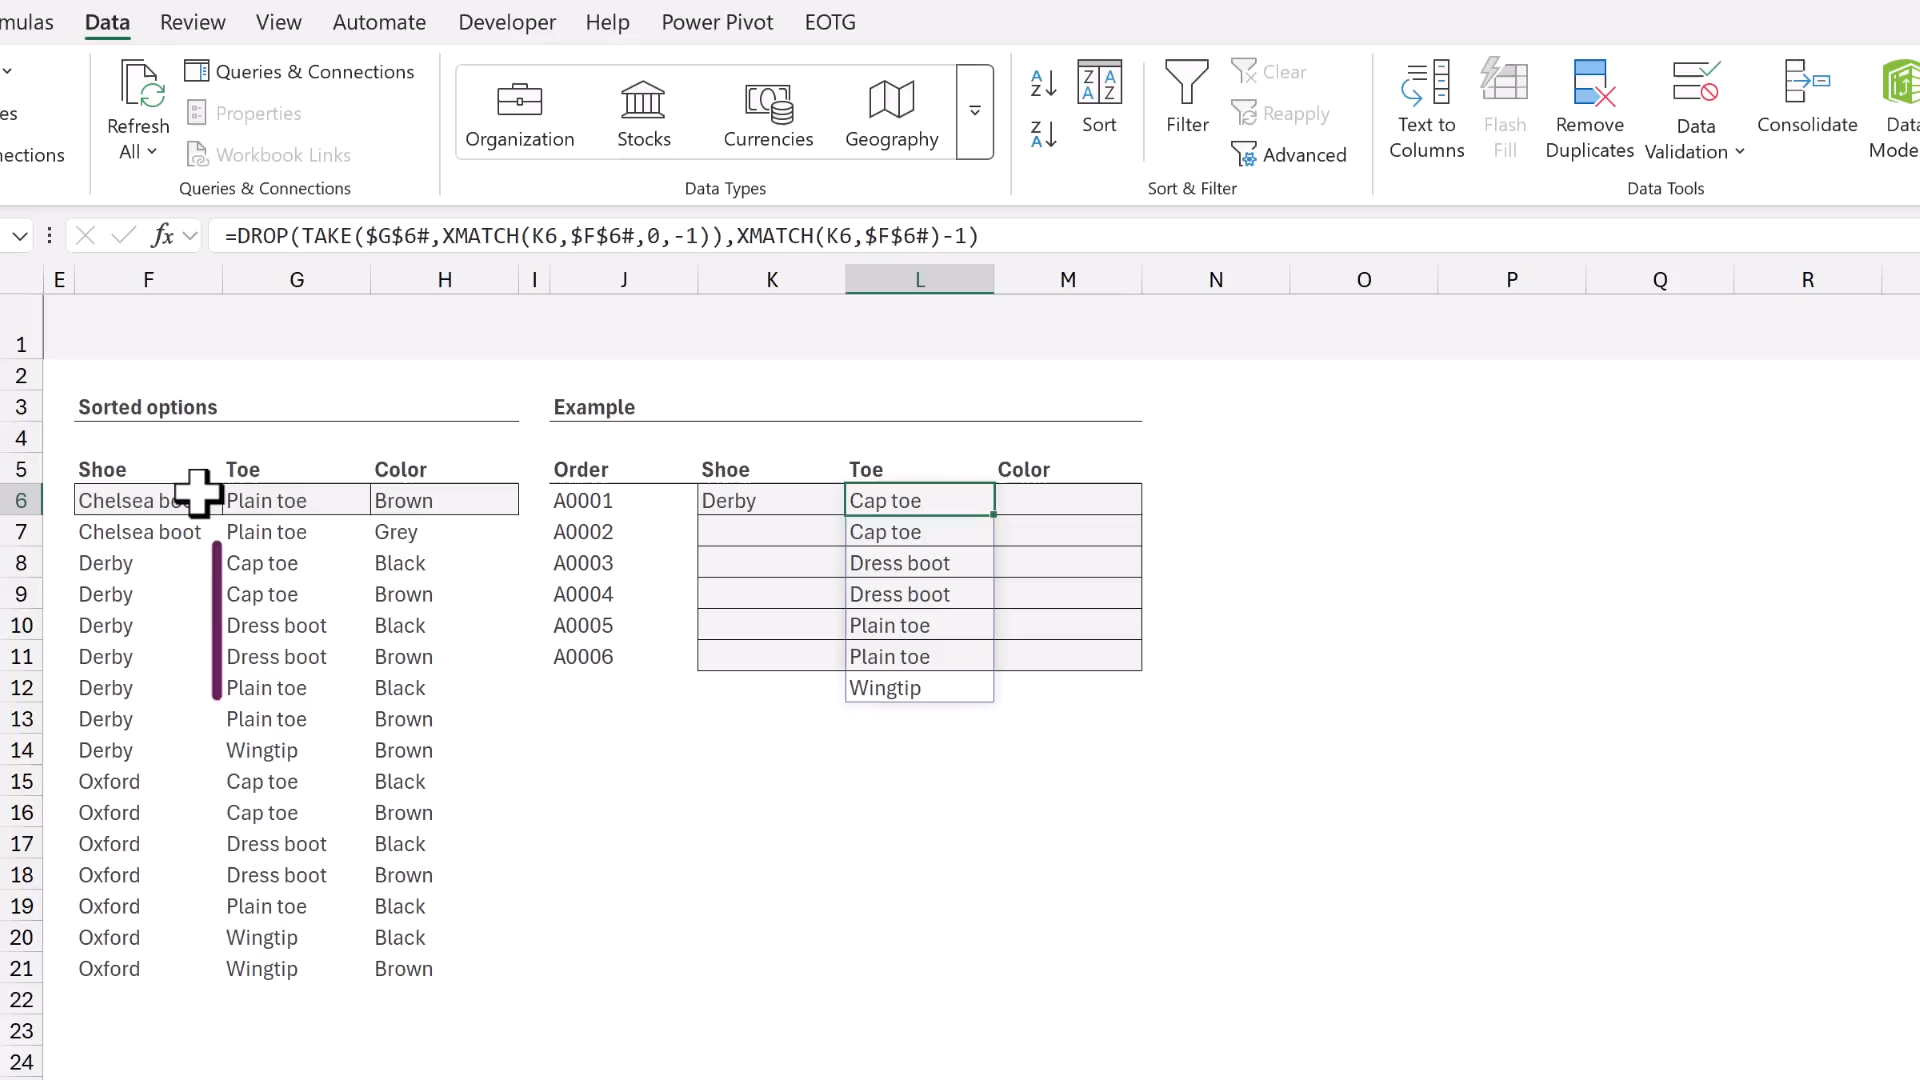 mulas Data Review View Automate Developer Help Power Pivot EOTG
Refresh All
Queries & Connections
Properties
Workbook Links
es
nections
Queries & Connections
Organization Stocks Currencies Geography
Data Types
Sort
Filter
Clear
Reapply
Advanced
Sort & Filter
Text to Columns
Flash Fill
Remove Duplicates
Data Validation
Consolidate
Data Mode
Data Tools
fx =DROP(TAKE($G$6#,XMATCH(K6,$F$6#,0,-1)),XMATCH(K6,$F$6#)-1)
E F G H I J K L M N O P Q R
1
2
3 Sorted options Example
4
5 Shoe Toe Color Order Shoe Toe Color
6 Chelsea bo Plain toe Brown A0001 Derby Cap toe
7 Chelsea boot Plain toe Grey A0002 Cap toe
8 Derby Cap toe Black A0003 Dress boot
9 Derby Cap toe Brown A0004 Dress boot
10 Derby Dress boot Black A0005 Plain toe
11 Derby Dress boot Brown A0006 Plain toe
12 Derby Plain toe Black Wingtip
13 Derby Plain toe Brown
14 Derby Wingtip Brown
15 Oxford Cap toe Black
16 Oxford Cap toe Brown
17 Oxford Dress boot Black
18 Oxford Dress boot Brown
19 Oxford Plain toe Black
20 Oxford Wingtip Black
21 Oxford Wingtip Brown
22
23
24